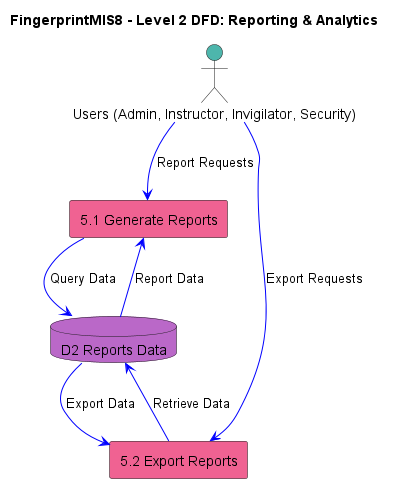 FingerprintMIS8 - Level 2 DFD: Reporting & Analytics
Users (Admin, Instructor, Invigilator, Security)
Report Requests
5.1 Generate Reports
Query Data
Report Data
Export Requests
D2 Reports Data
Export Data
Retrieve Data
5.2 Export Reports